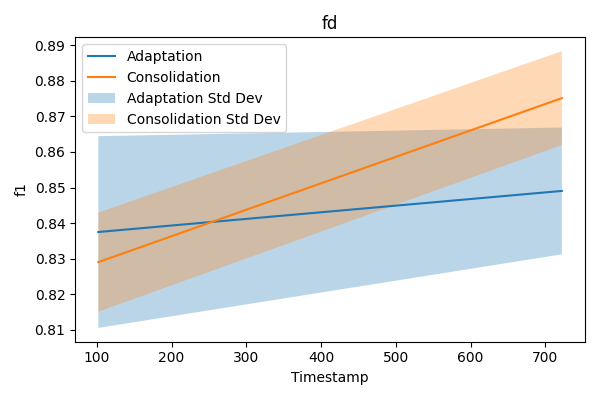 fd
0.89
0.88
0.87
0.86
0.85
0.84
0.83
0.82
0.81
f1
Adaptation
Consolidation
Adaptation Std Dev
Consolidation Std Dev
100 200 300 400 500 600 700
Timestamp